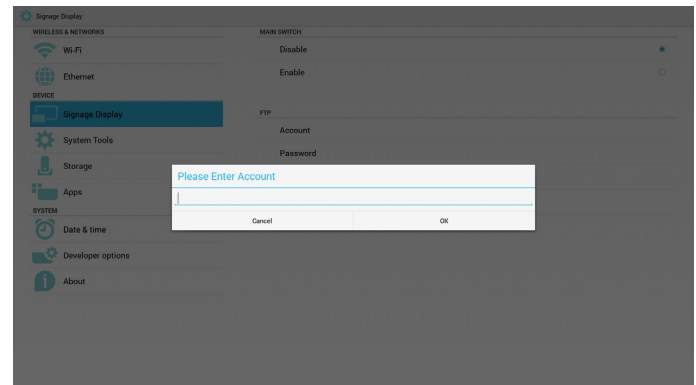 Signage Display
WIRELESS & NETWORKS
Wi-Fi
Ethernet
DEVICE
Signage Display
System Tools
Storage
Apps
SYSTEM
Date & time
Developer options
About
MAIN SWITCH
Disable
Enable
FTP
Account
Password
Please Enter Account
Cancel
OK